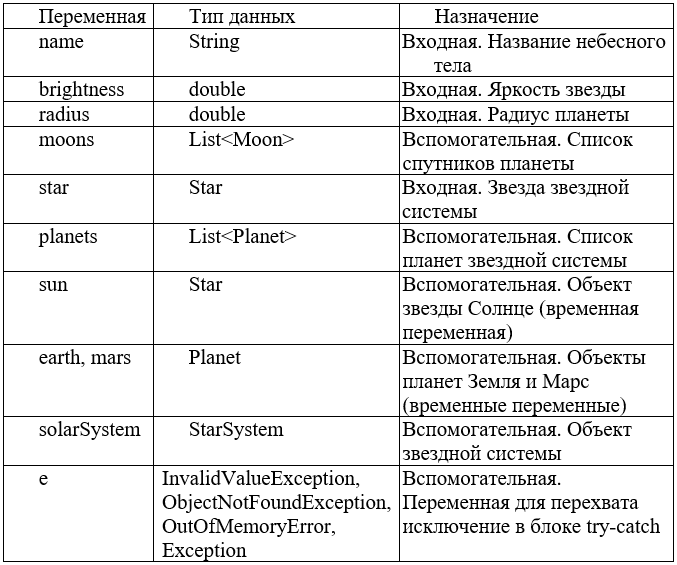 Переменная Тип данных Назначение
name String Входная. Название небесного
тела
brightness double Входная. Яркость звезды
radius double Входная. Радиус планеты
moons List<Moon> Вспомогательная. Список
спутников планеты
star Star Входная. Звезда звездной
системы
planets List<Planet> Вспомогательная. Список
планет звездной системы
sun Star Вспомогательная. Объект
звезды Солнце (временная
переменная)
earth, mars Planet Вспомогательная. Объекты
планет Земля и Марс
(временные переменные)
solarSystem StarSystem Вспомогательная. Объект
звездной системы
e InvalidValueException, Вспомогательная.
ObjectNotFoundException, Переменная для перехвата
OutOfMemoryError, исключение в блоке try-catch
Exception